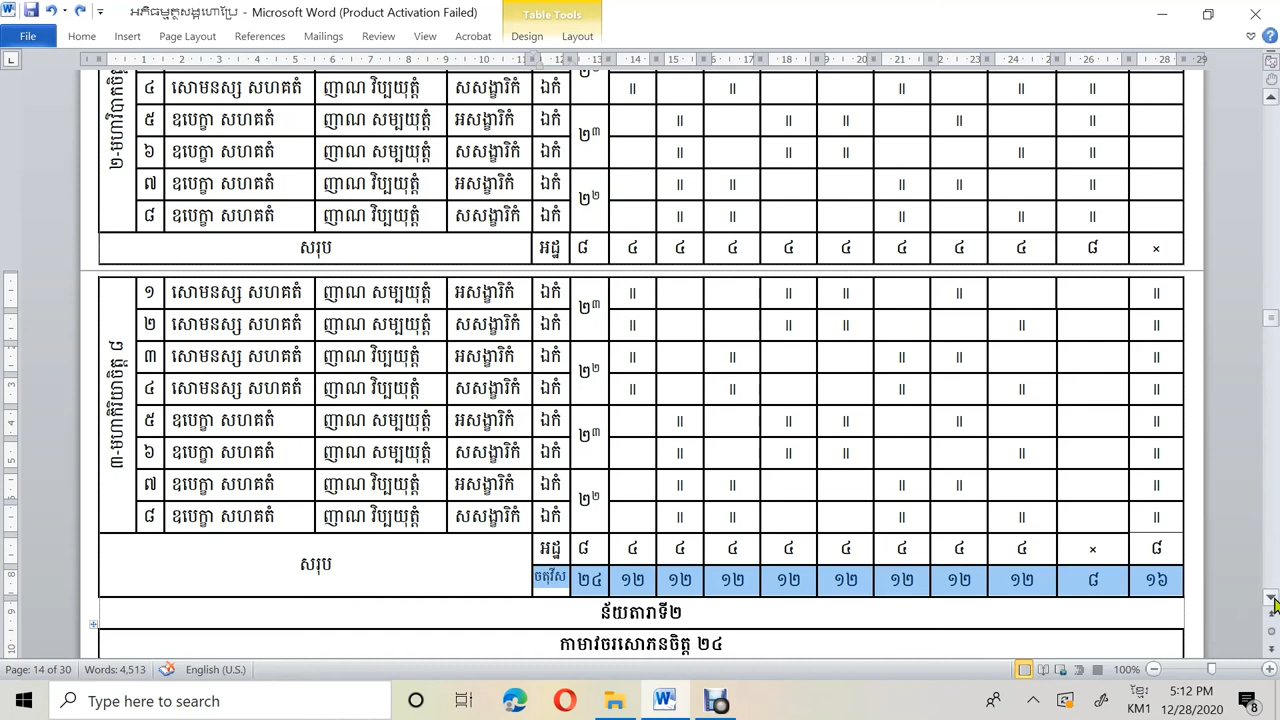 អភិធម្មត្ថសង្គហោប្រែ - Microsoft Word (Product Activation Failed)
Table Tools
File Home Insert Page Layout References Mailings Review View Acrobat Design Layout
៤ សោមនស្ស សហគតំ ញាណ វិប្បយុត្តំ សសង្ខារិកំ ឯកំ ॥ ॥ ॥ ॥ ॥
៥ ឧបេក្ខា សហគតំ ញាណ សម្បយុត្តំ អសង្ខារិកំ ឯកំ ២៣ ॥ ॥ ॥ ॥ ॥
៦ ឧបេក្ខា សហគតំ ញាណ សម្បយុត្តំ សសង្ខារិកំ ឯកំ ॥ ॥ ॥ ॥ ॥
៧ ឧបេក្ខា សហគតំ ញាណ វិប្បយុត្តំ អសង្ខារិកំ ឯកំ ២២ ॥ ॥ ॥ ॥ ॥
៨ ឧបេក្ខា សហគតំ ញាណ វិប្បយុត្តំ សសង្ខារិកំ ឯកំ ॥ ॥ ॥ ॥ ॥
សរុប អដ្ឋ ៨ ៤ ៤ ៤ ៤ ៤ ៤ ៤ ៤ ៨ ×
៣-មហាកិរិយាចិត្ត ៨
១ សោមនស្ស សហគតំ ញាណ សម្បយុត្តំ អសង្ខារិកំ ឯកំ ២៣ ॥ ॥ ॥ ॥ ॥
២ សោមនស្ស សហគតំ ញាណ សម្បយុត្តំ សសង្ខារិកំ ឯកំ ॥ ॥ ॥ ॥ ॥
៣ សោមនស្ស សហគតំ ញាណ វិប្បយុត្តំ អសង្ខារិកំ ឯកំ ២២ ॥ ॥ ॥ ॥ ॥
៤ សោមនស្ស សហគតំ ញាណ វិប្បយុត្តំ សសង្ខារិកំ ឯកំ ॥ ॥ ॥ ॥ ॥
៥ ឧបេក្ខា សហគតំ ញាណ សម្បយុត្តំ អសង្ខារិកំ ឯកំ ២៣ ॥ ॥ ॥ ॥ ॥
៦ ឧបេក្ខា សហគតំ ញាណ សម្បយុត្តំ សសង្ខារិកំ ឯកំ ॥ ॥ ॥ ॥ ॥
៧ ឧបេក្ខា សហគតំ ញាណ វិប្បយុត្តំ អសង្ខារិកំ ឯកំ ២២ ॥ ॥ ॥ ॥ ॥
៨ ឧបេក្ខា សហគតំ ញាណ វិប្បយុត្តំ សសង្ខារិកំ ឯកំ ॥ ॥ ॥ ॥ ॥
សរុប អដ្ឋ ៨ ៤ ៤ ៤ ៤ ៤ ៤ ៤ ៤ × ៨
ចតុវីស ២៤ ១២ ១២ ១២ ១២ ១២ ១២ ១២ ១២ ៨ ១៦
ន័យតារាទី២
កាមាវចរសោភនចិត្ត ២៤
Page: 14 of 30 Words: 4,513 English (U.S.) 100%
Type here to search
ខ្មែរ 5:12 PM
KM1 12/28/2020 8